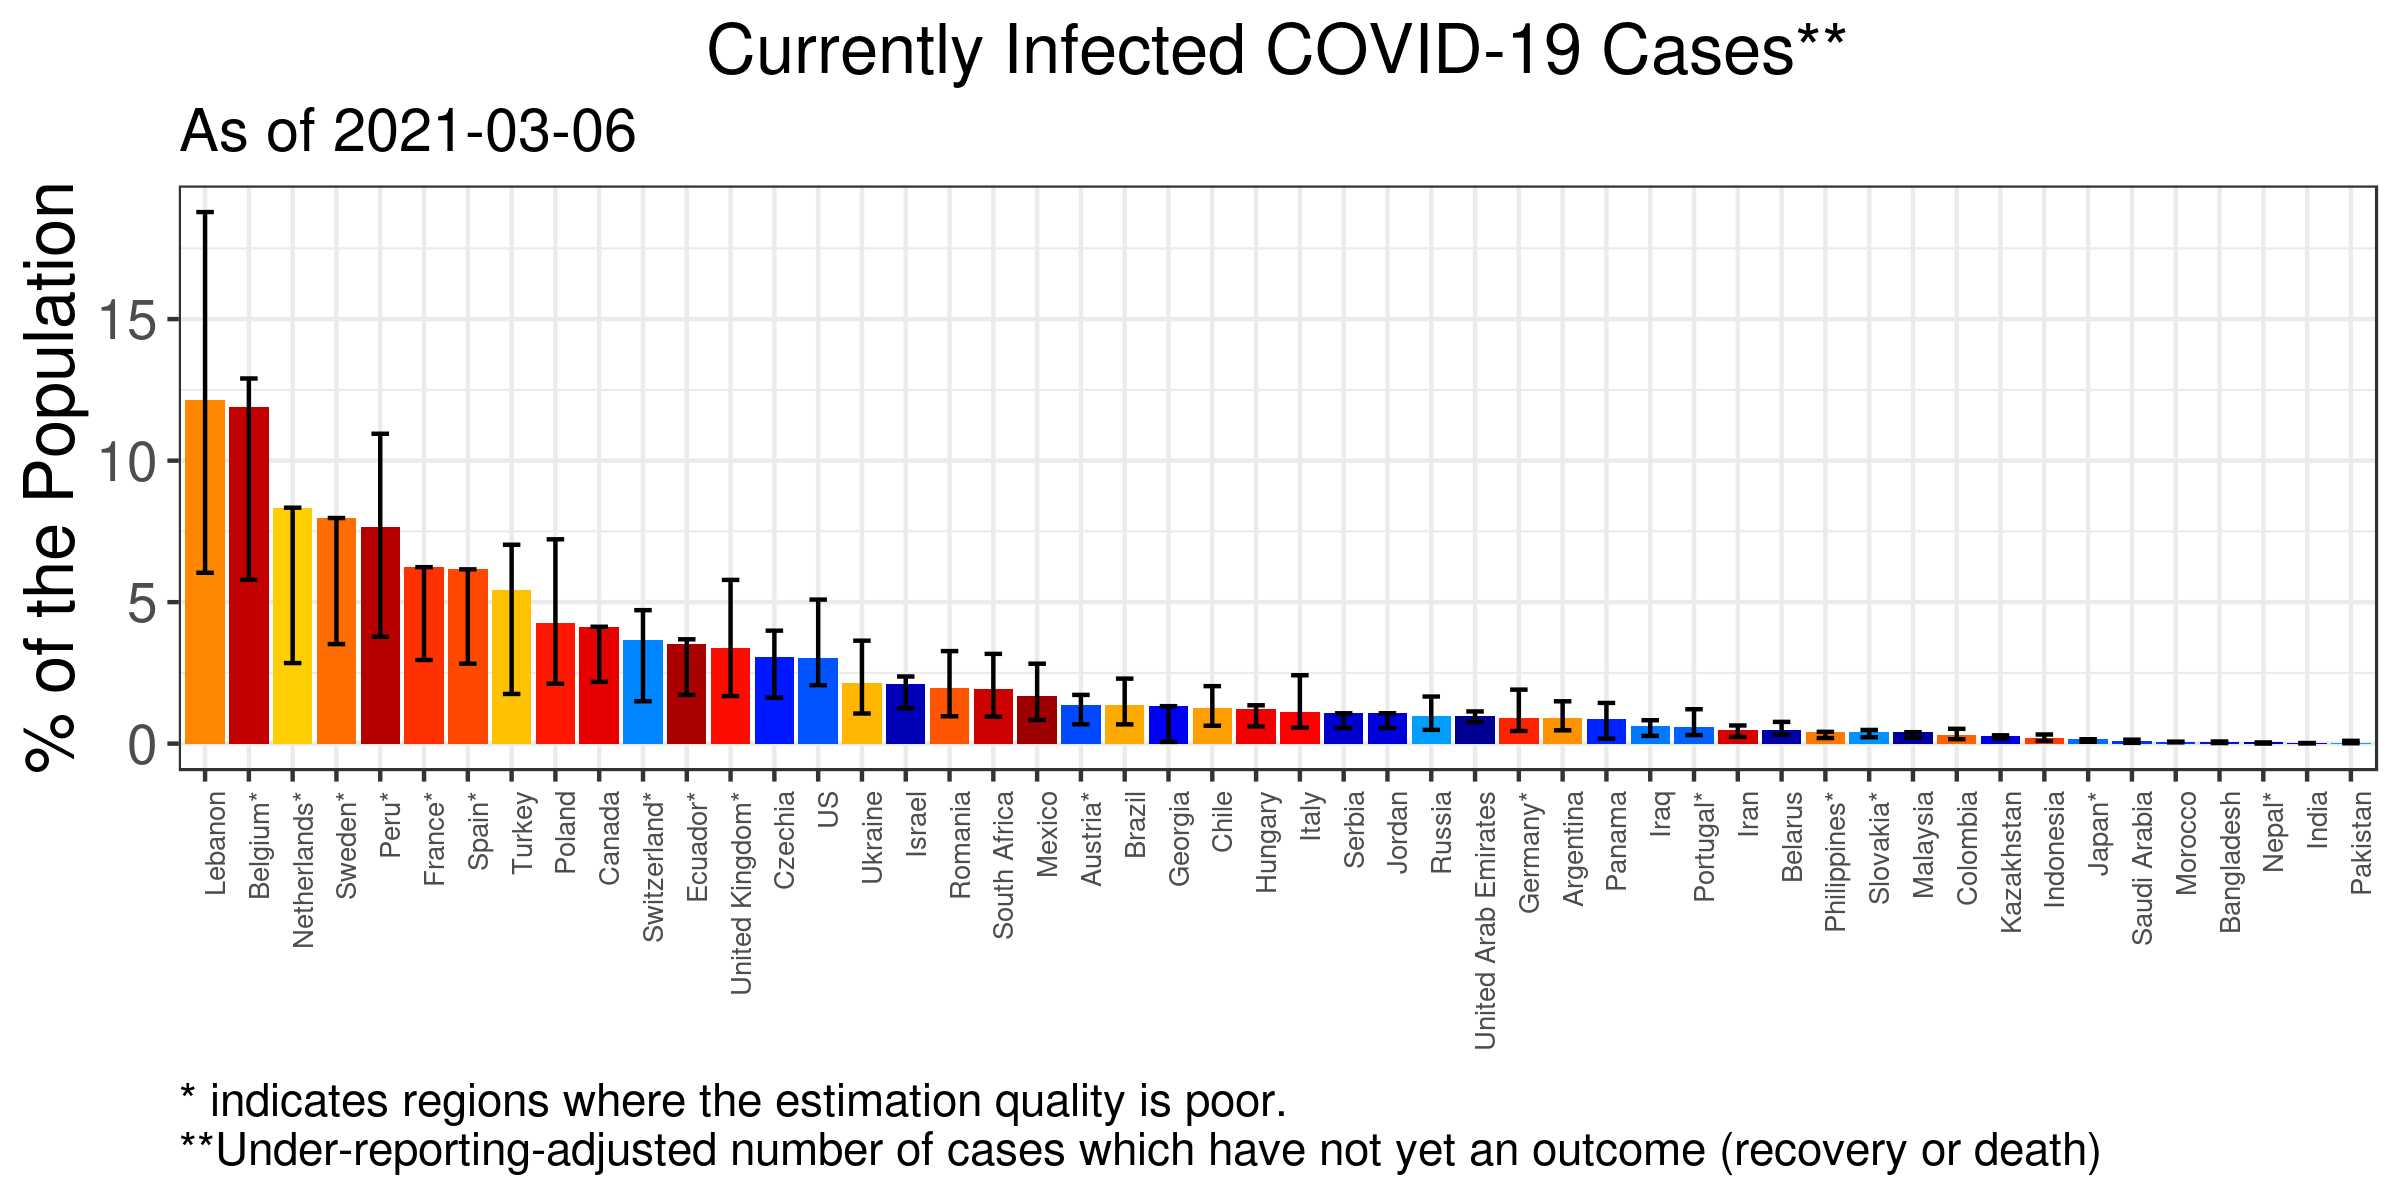 Currently Infected COVID-19 Cases**
As of 2021-03-06
% of the Population
15
10
5
0
Lebanon
Belgium*
Netherlands*
Sweden*
Peru*
France*
Spain*
Turkey
Poland
Canada
Switzerland*
Ecuador*
United Kingdom*
Czechia
US
Ukraine
Israel
Romania
South Africa
Mexico
Austria*
Brazil
Georgia
Chile
Hungary
Italy
Serbia
Jordan
Russia
United Arab Emirates
Germany*
Argentina
Panama
Iraq
Portugal*
Iran
Belarus
Philippines*
Slovakia*
Malaysia
Colombia
Kazakhstan
Indonesia
Japan*
Saudi Arabia
Morocco
Bangladesh
Nepal*
India
Pakistan
* indicates regions where the estimation quality is poor.
**Under-reporting-adjusted number of cases which have not yet an outcome (recovery or death)